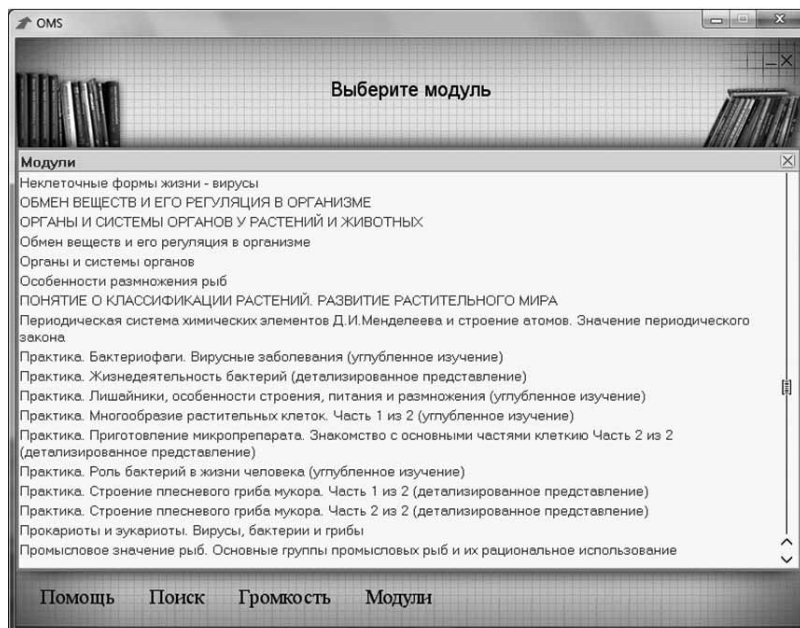 OMS
Выберите модуль
Модули
Неклеточные формы жизни - вирусы
ОБМЕН ВЕЩЕСТВ И ЕГО РЕГУЛЯЦИЯ В ОРГАНИЗМЕ
ОРГАНЫ И СИСТЕМЫ ОРГАНОВ У РАСТЕНИЙ И ЖИВОТНЫХ
Обмен веществ и его регуляция в организме
Органы и системы органов
Особенности размножения рыб
ПОНЯТИЕ О КЛАССИФИКАЦИИ РАСТЕНИЙ. РАЗВИТИЕ РАСТИТЕЛЬНОГО МИРА
Периодическая система химических элементов Д.И.Менделеева и строение атомов. Значение периодического
закона
Практика. Бактериофаги. Вирусные заболевания (углубленное изучение)
Практика. Жизнедеятельность бактерий (детализированное представление)
Практика. Лишайники, особенности строения, питания и размножения (углубленное изучение)
Практика. Многообразие растительных клеток. Часть 1 из 2 (углубленное изучение)
Практика. Приготовление микропрепарата. Знакомство с основными частями клеткию Часть 2 из 2
(детализированное представление)
Практика. Роль бактерий в жизни человека (углубленное изучение)
Практика. Строение плесневого гриба мукора. Часть 1 из 2 (детализированное представление)
Практика. Строение плесневого гриба мукора. Часть 2 из 2 (детализированное представление)
Прокариоты и эукариоты. Вирусы, бактерии и грибы
Промысловое значение рыб. Основные группы промысловых рыб и их рациональное использование
Помощь Поиск Громкость Модули